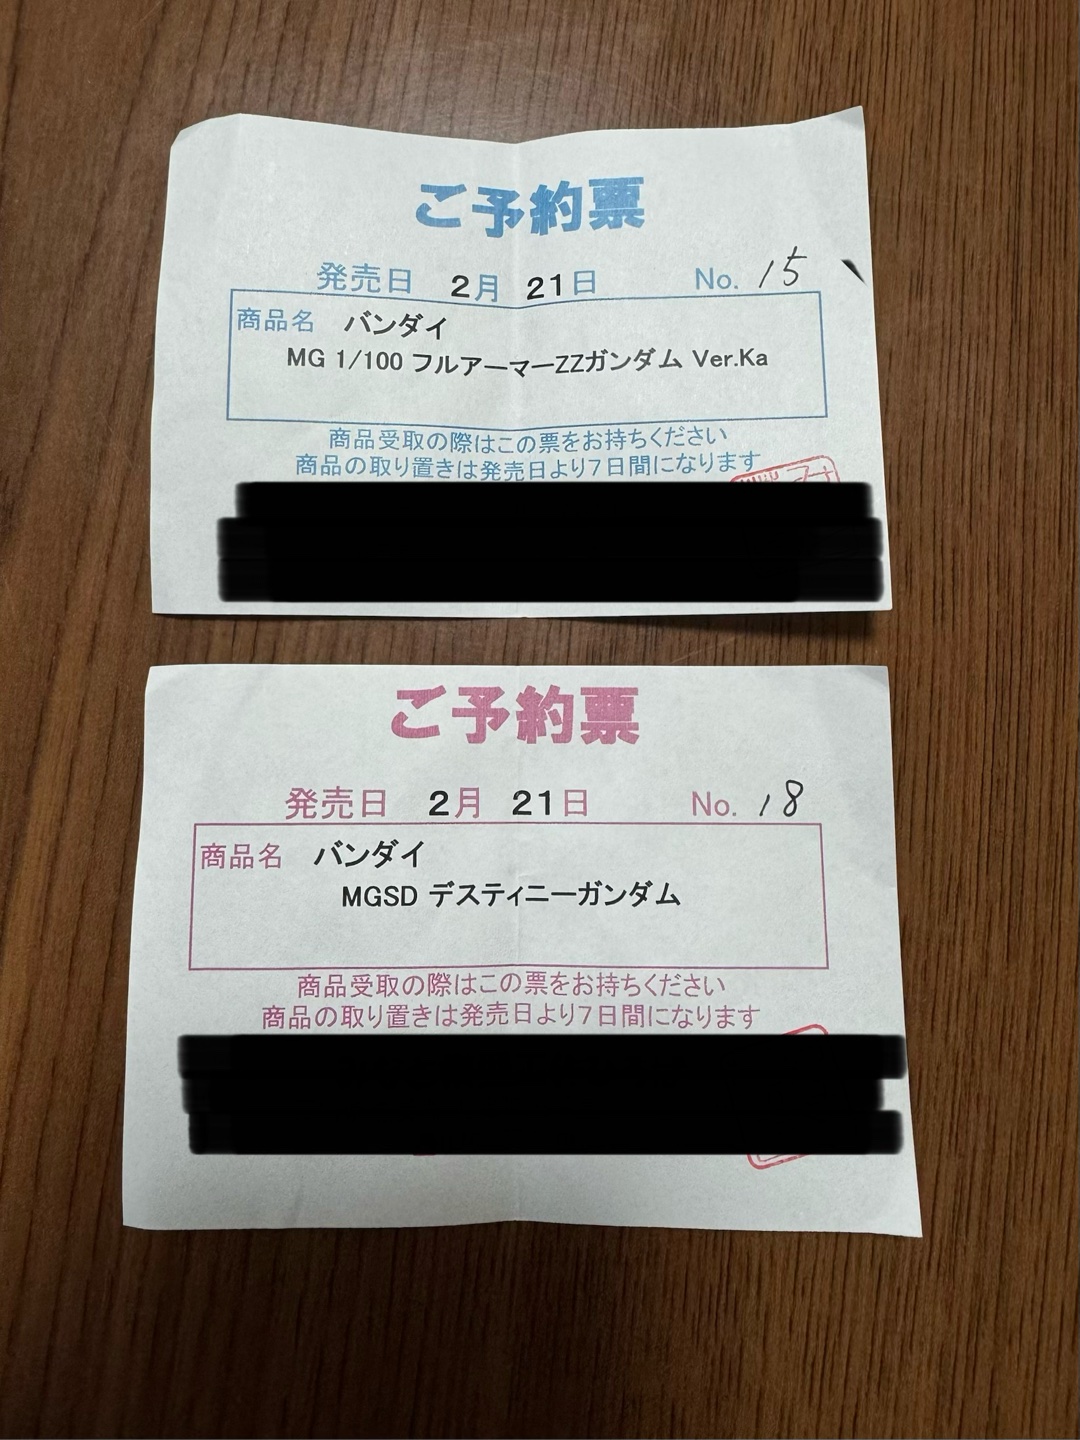 ご予約票
発売日 2月 21日 No. 15
商品名 バンダイ
MG 1/100 フルアーマーZZガンダム Ver.Ka
商品受取の際はこの票をお持ちください
商品の取り置きは発売日より7日間になります
ご予約票
発売日 2月 21日 No. 18
商品名 バンダイ
MGSD デスティニーガンダム
商品受取の際はこの票をお持ちください
商品の取り置きは発売日より7日間になります